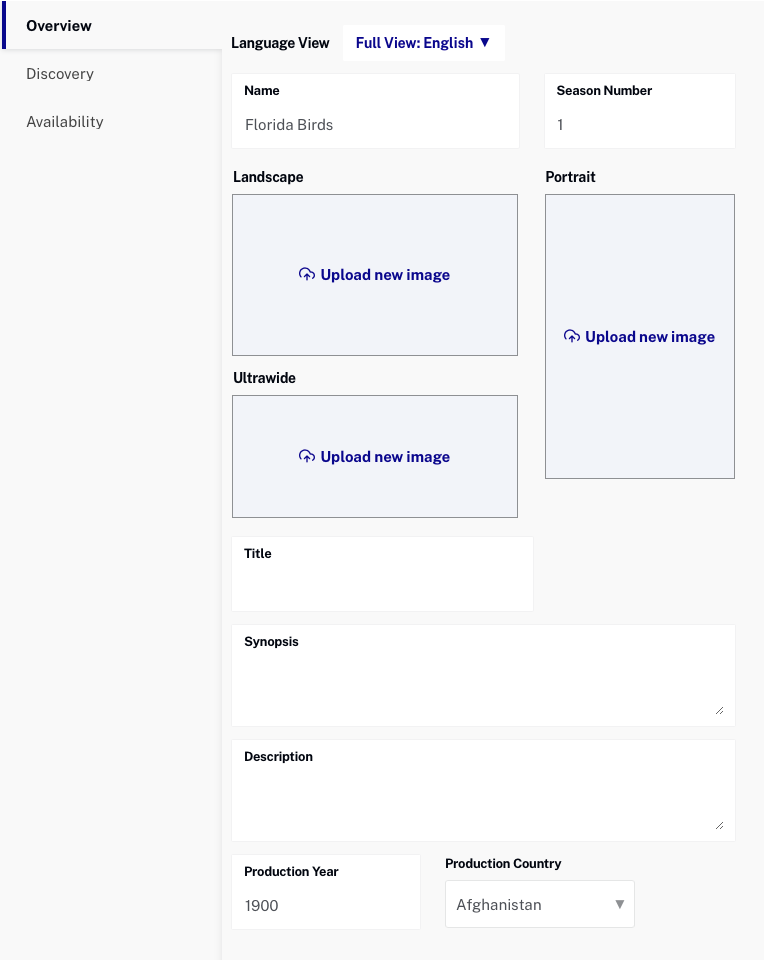 Overview
Discovery
Availability
Language View
Full View: English ▼
Name
Florida Birds
Season Number
1
Landscape
Upload new image
Portrait
Upload new image
Ultrawide
Upload new image
Title
Synopsis
Description
Production Year
1900
Production Country
Afghanistan ▼